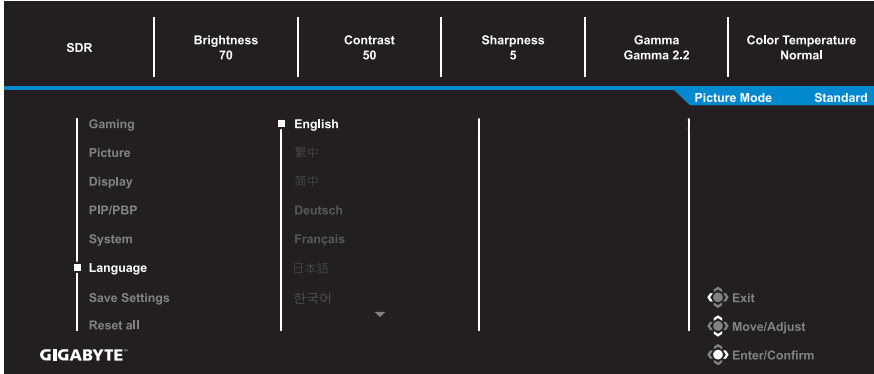 SDR
Brightness
70
Contrast
50
Sharpness
5
Gamma
Gamma 2.2
Color Temperature
Normal
Picture Mode Standard
Gaming
Picture
Display
PIP/PBP
System
Language
Save Settings
Reset all
English
繁中
简中
Deutsch
Français
日本語
한국어
Exit
Move/Adjust
Enter/Confirm
GIGABYTE™